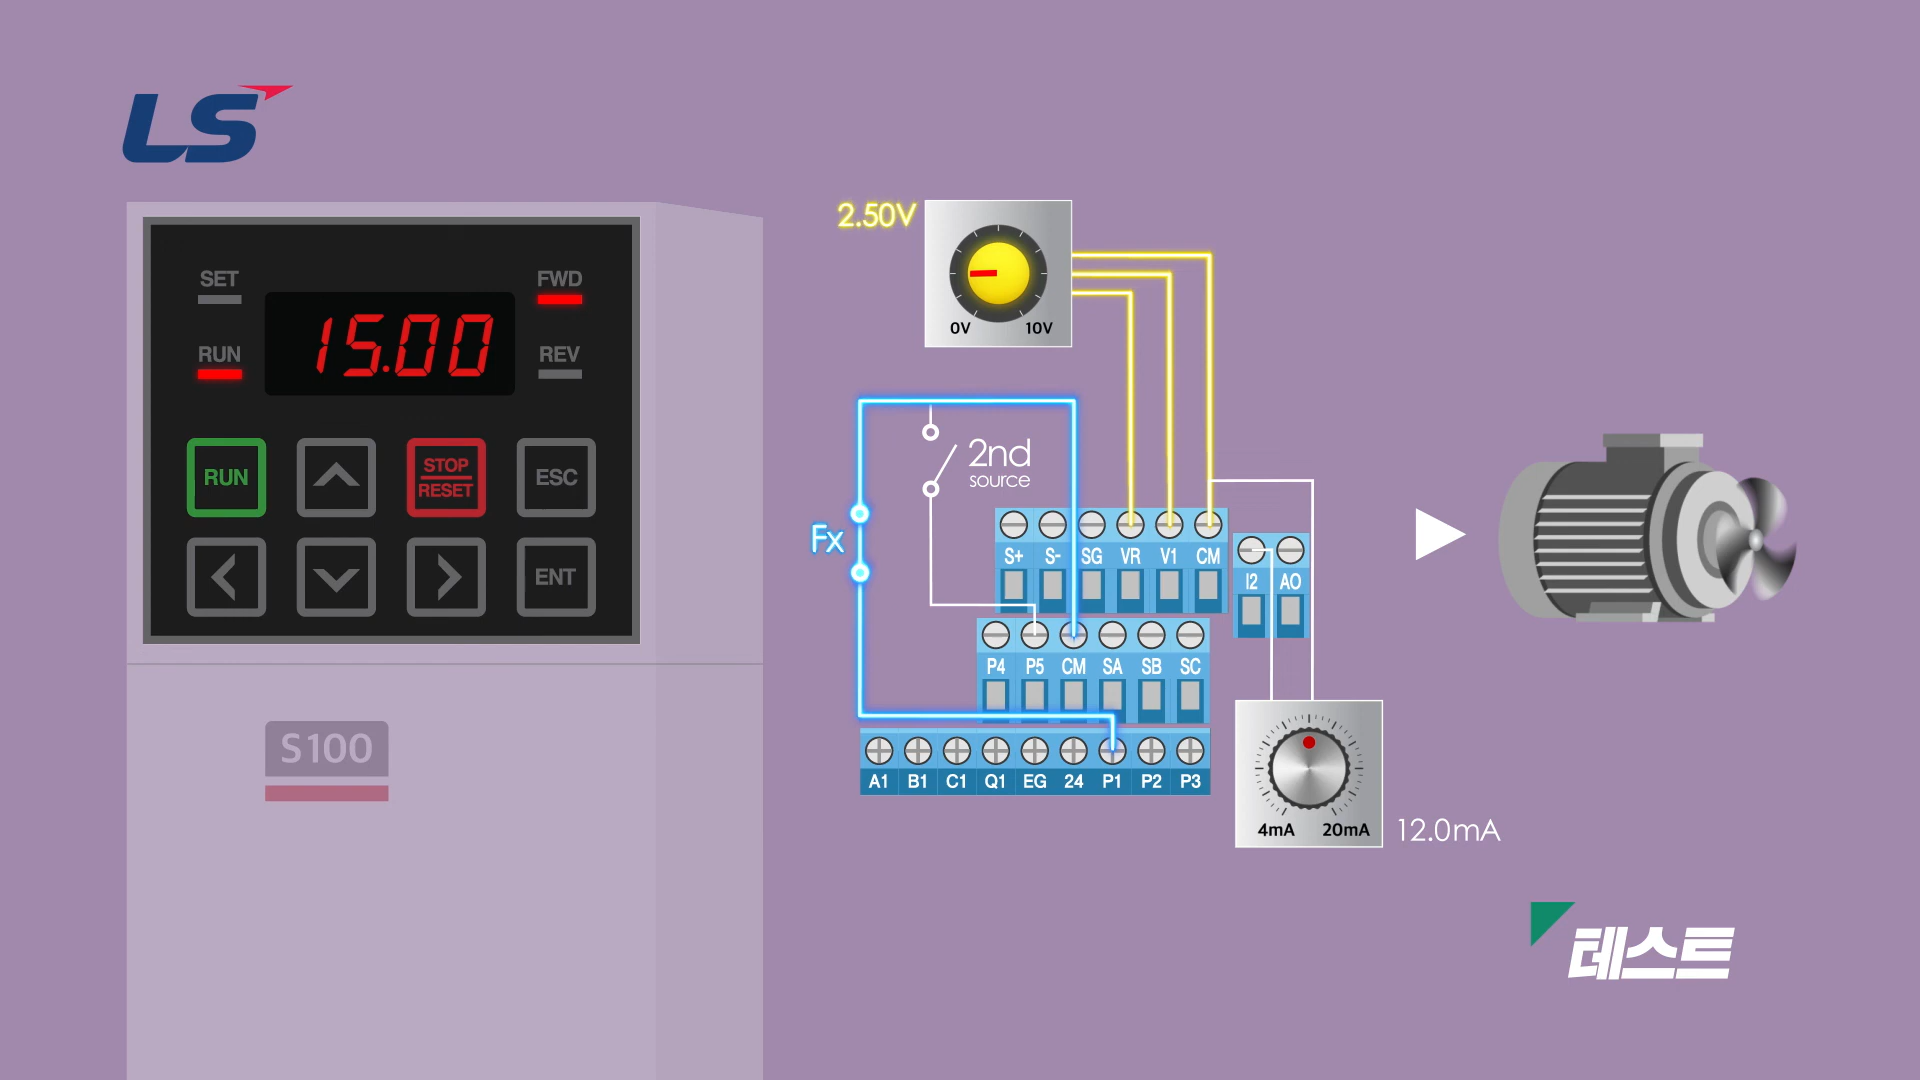 LS
SET
FWD
15.00
RUN
REV
RUN
STOP
RESET
ESC
ENT
S100
2.50V
0V
10V
2nd
source
Fx
S+ S- SG VR V1 CM
I2 AO
P4 P5 CM SA SB SC
A1 B1 C1 Q1 EG 24 P1 P2 P3
4mA
20mA
12.0mA
테스트